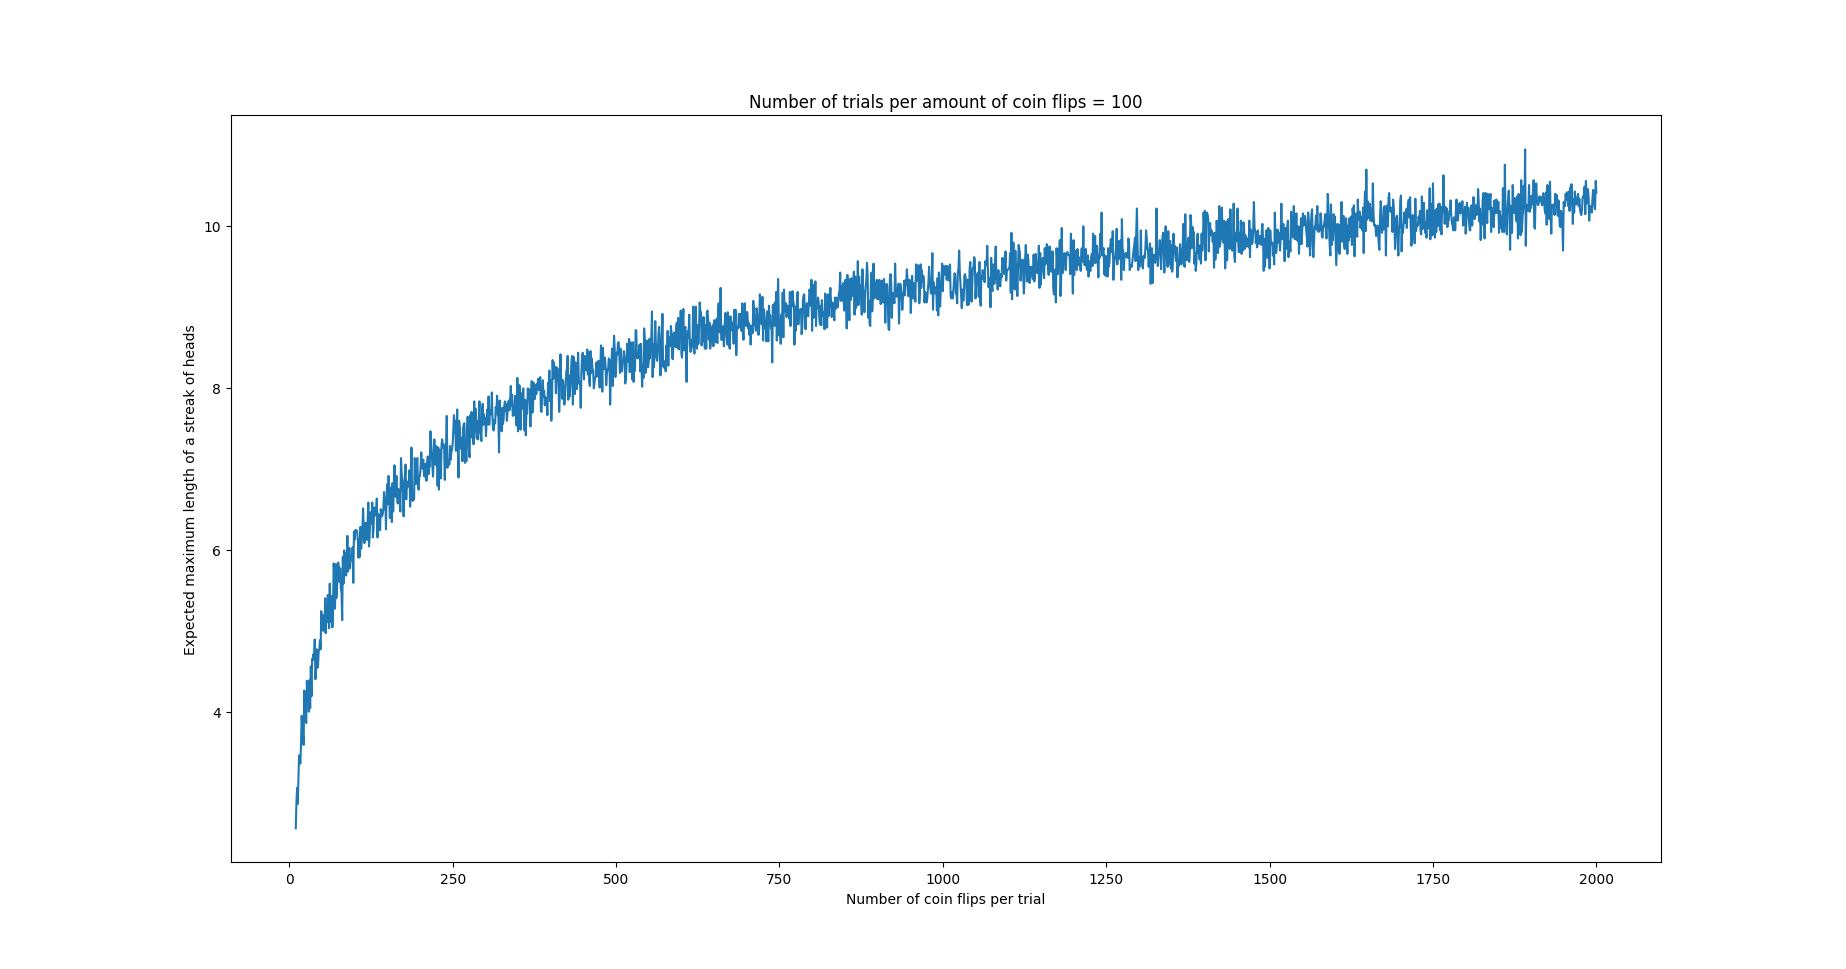 Number of trials per amount of coin flips = 100
Expected maximum length of a streak of heads
10
8
6
4
0 250 500 750 1000 1250 1500 1750 2000
Number of coin flips per trial